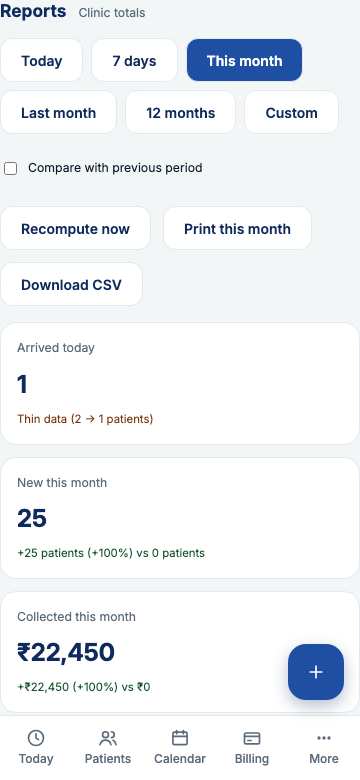 Reports Clinic totals
Today 7 days This month
Last month 12 months Custom
Compare with previous period
Recompute now Print this month
Download CSV
Arrived today
1
Thin data (2 → 1 patients)
New this month
25
+25 patients (+100%) vs 0 patients
Collected this month
₹22,450
+₹22,450 (+100%) vs ₹0
Today Patients Calendar Billing More